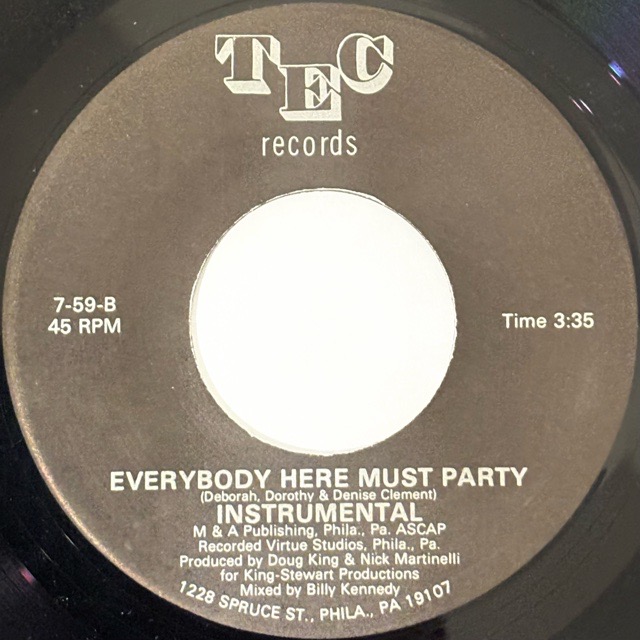 TEC
records
7-59-B
45 RPM
Time 3:35
EVERYBODY HERE MUST PARTY
(Deborah, Dorothy & Denise Clement)
INSTRUMENTAL
M & A Publishing, Phila., Pa. ASCAP
Recorded Virtue Studios, Phila., Pa.
Produced by Doug King & Nick Martinelli
for King-Stewart Productions
Mixed by Billy Kennedy
1228 SPRUCE ST., PHILA., PA 19107